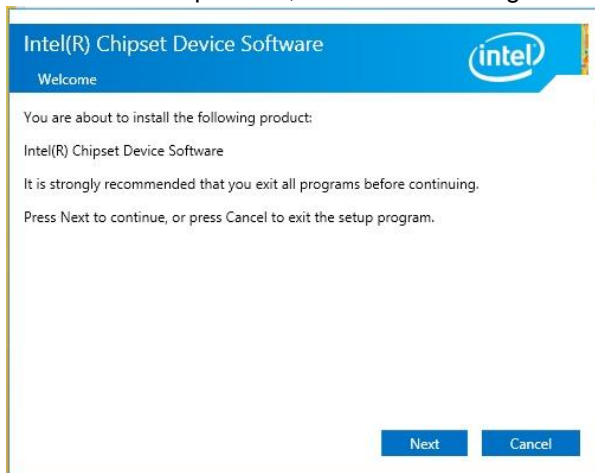 Intel(R) Chipset Device Software
intel
Welcome
You are about to install the following product:
Intel(R) Chipset Device Software
It is strongly recommended that you exit all programs before continuing.
Press Next to continue, or press Cancel to exit the setup program.
Next Cancel